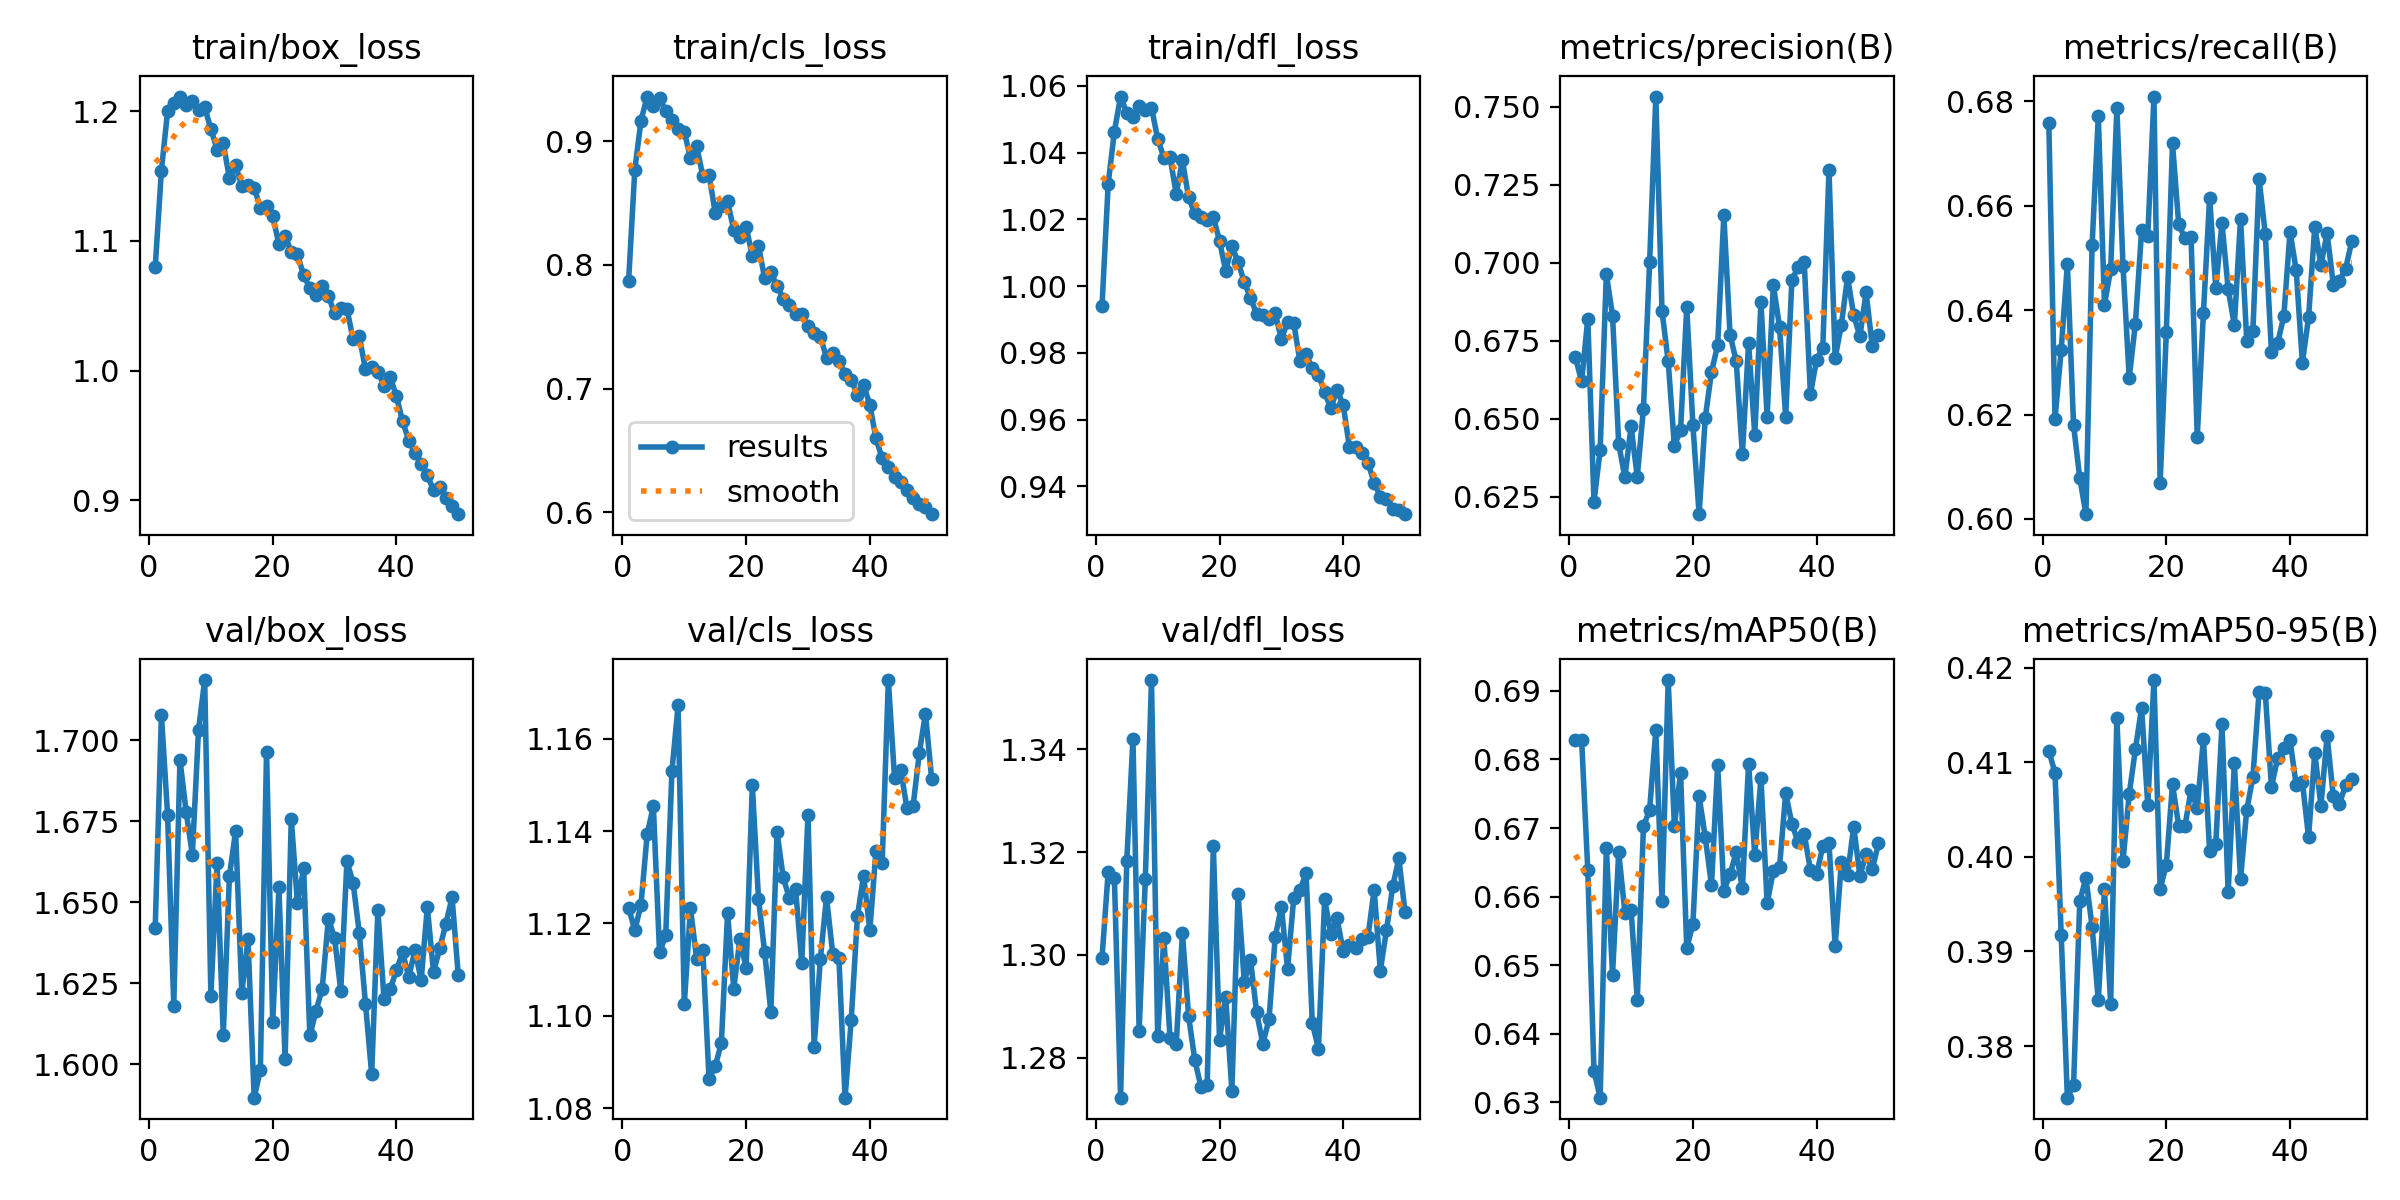 train/box_loss
1.2
1.1
1.0
0.9
0 20 40
train/cls_loss
0.9
0.8
0.7
0.6
results
smooth
0 20 40
train/dfl_loss
1.06
1.04
1.02
1.00
0.98
0.96
0.94
0 20 40
metrics/precision(B)
0.750
0.725
0.700
0.675
0.650
0.625
0 20 40
metrics/recall(B)
0.68
0.66
0.64
0.62
0.60
0 20 40
val/box_loss
1.700
1.675
1.650
1.625
1.600
0 20 40
val/cls_loss
1.16
1.14
1.12
1.10
1.08
0 20 40
val/dfl_loss
1.34
1.32
1.30
1.28
0 20 40
metrics/mAP50(B)
0.69
0.68
0.67
0.66
0.65
0.64
0.63
0 20 40
metrics/mAP50-95(B)
0.42
0.41
0.40
0.39
0.38
0 20 40